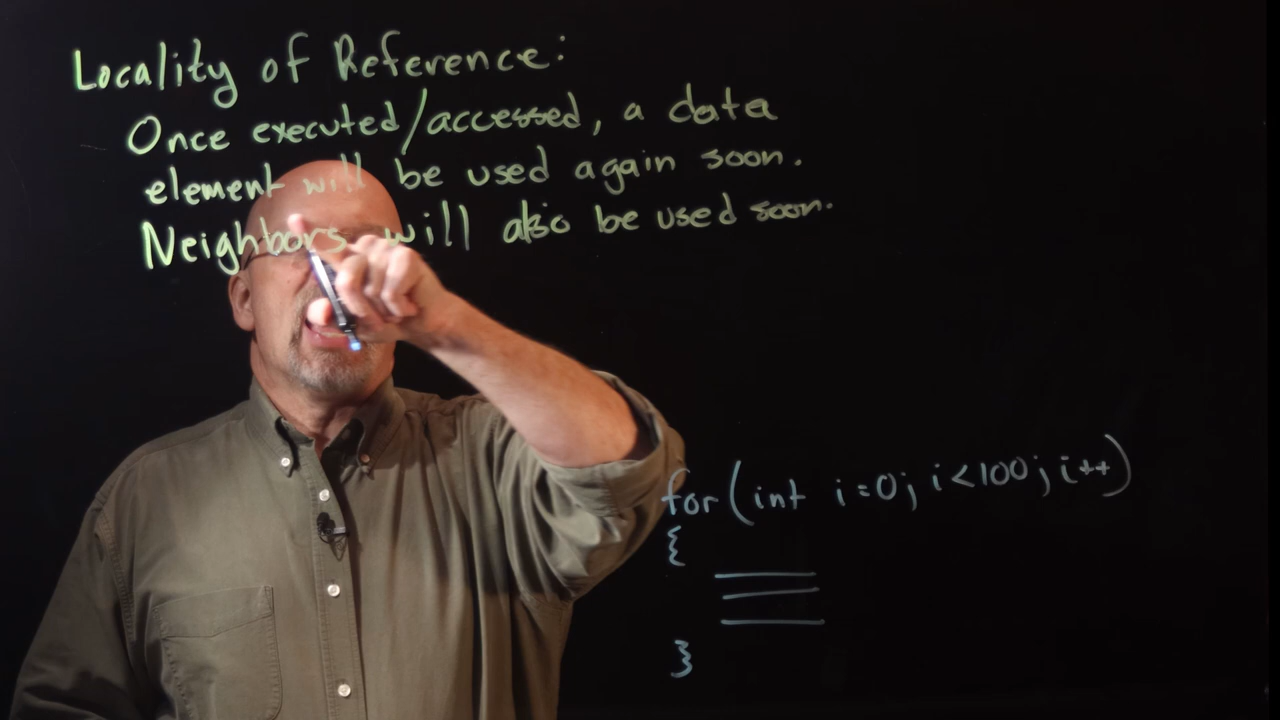 Locality of Reference:
Once executed/accessed, a data
element will be used again soon.
Neighbors will also be used soon.
for (int i=0; i<100; i++)
{
}